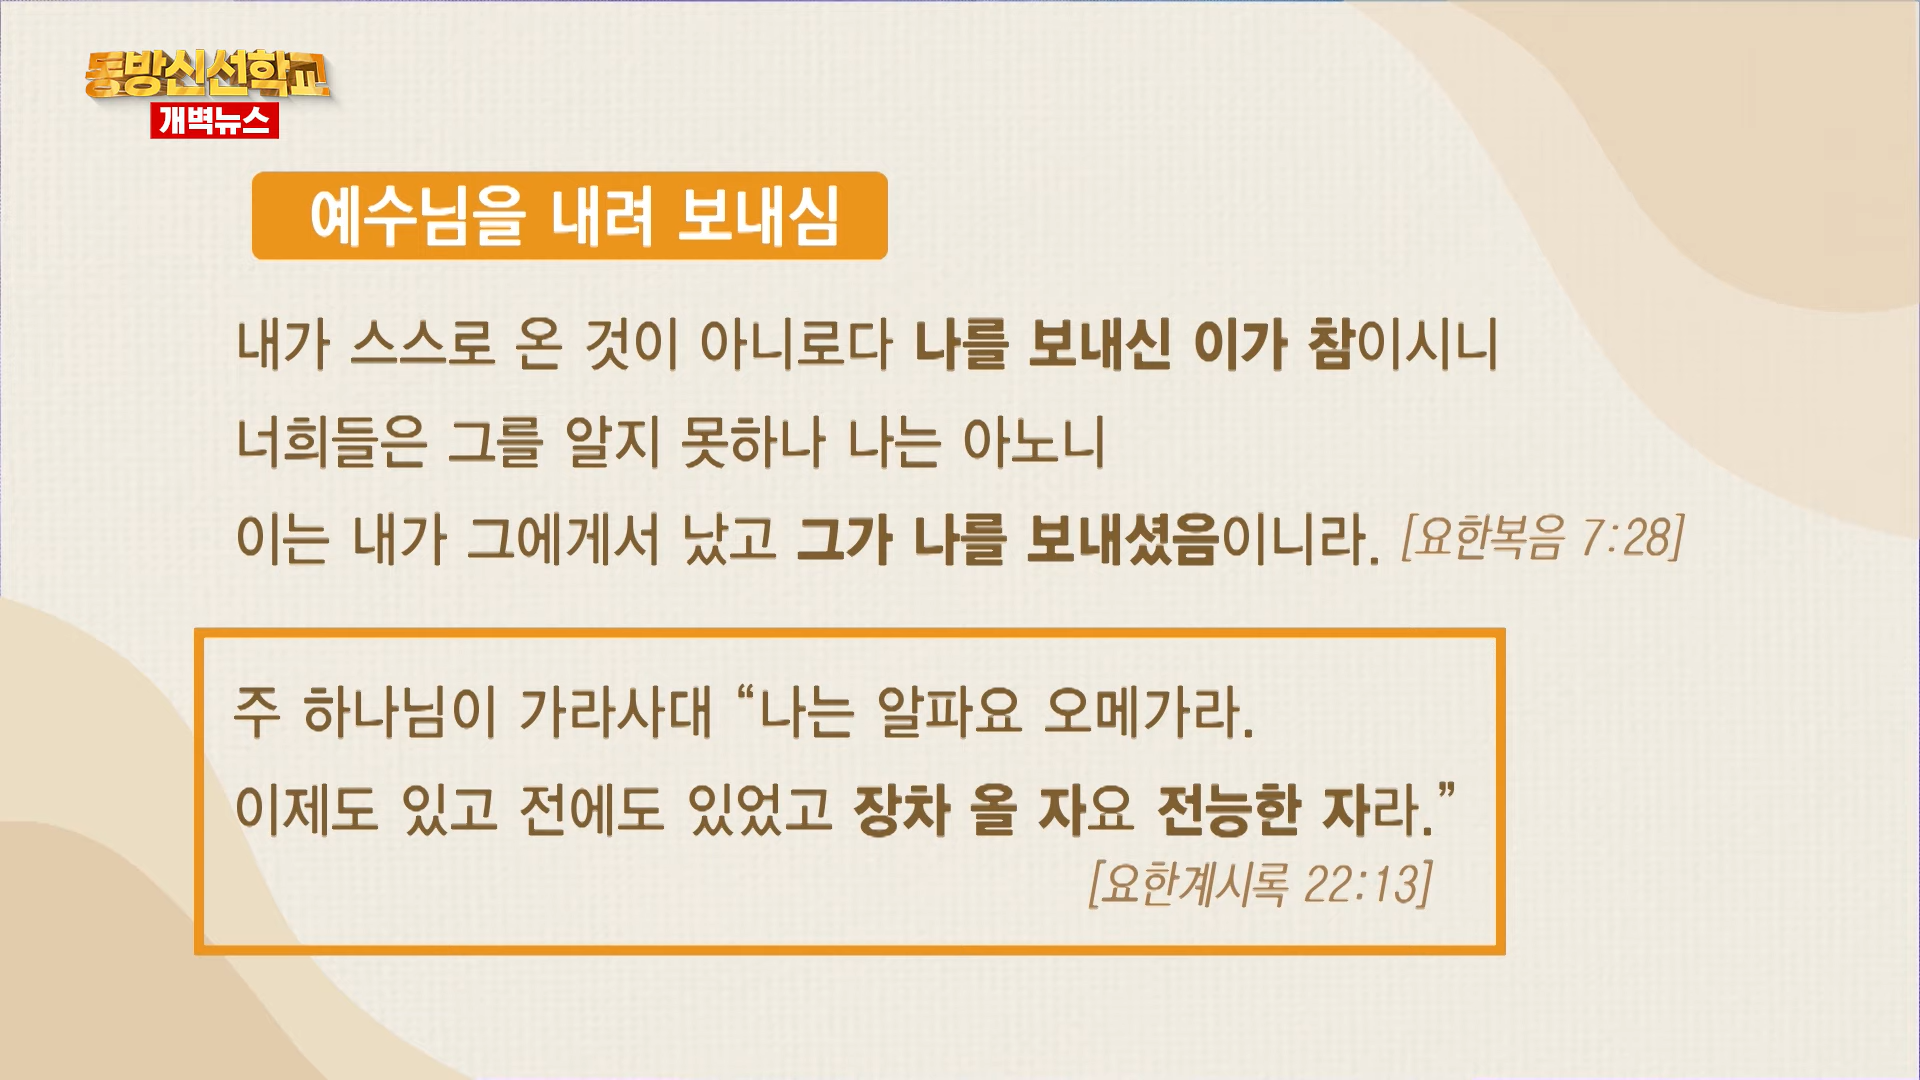 동방신선학교
개벽뉴스
예수님을 내려 보내심
내가 스스로 온 것이 아니로다 나를 보내신 이가 참이시니
너희들은 그를 알지 못하나 나는 아노니
이는 내가 그에게서 났고 그가 나를 보내셨음이니라. [요한복음 7:28]
주 하나님이 가라사대 “나는 알파요 오메가라.
이제도 있고 전에도 있었고 장차 올 자요 전능한 자라.”
[요한계시록 22:13]